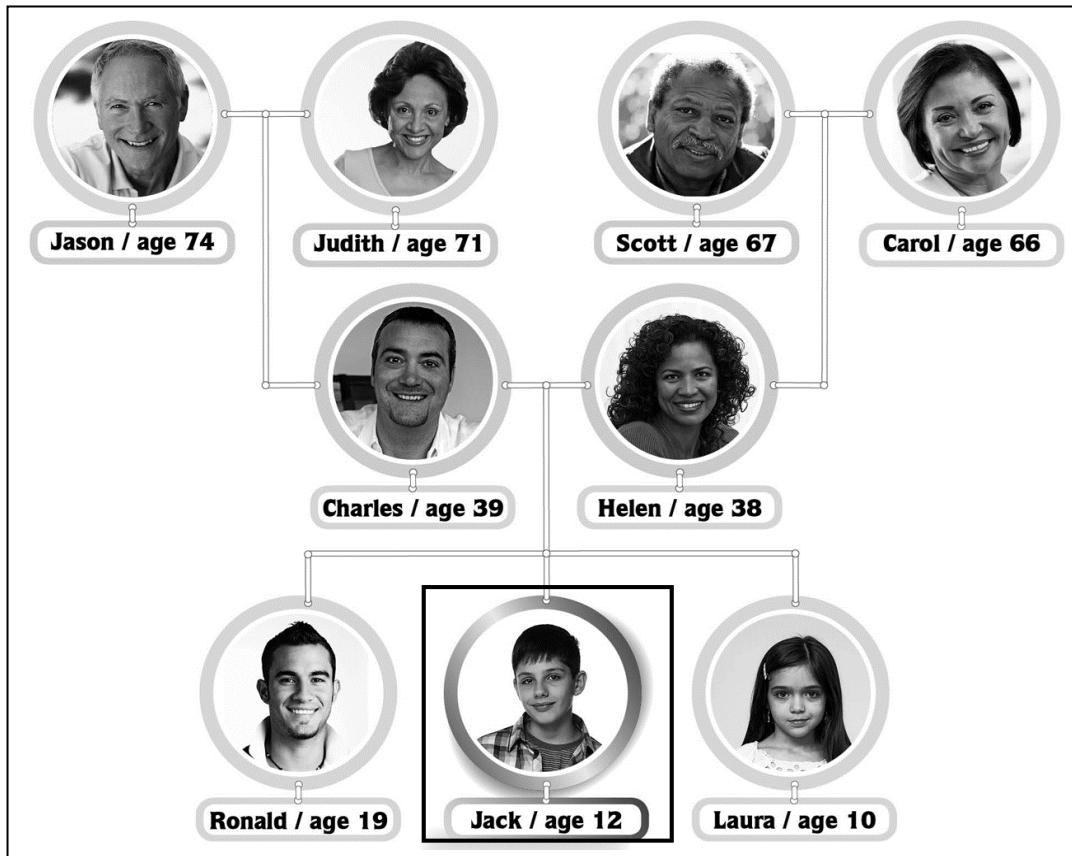 Jason / age 74
Judith / age 71
Scott / age 67
Carol / age 66
Charles / age 39
Helen / age 38
Ronald / age 19
Jack / age 12
Laura / age 10